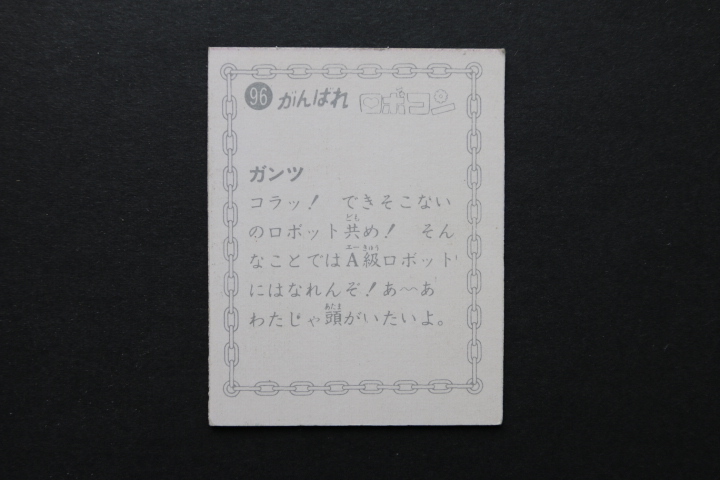 96 がんばれ ロボコン
ガンツ
コラッ！ できそこない
のロボット共め！ そん
なことではA級ロボット
にはなれんぞ！あ〜あ
わたじゃ頭がいたいよ。